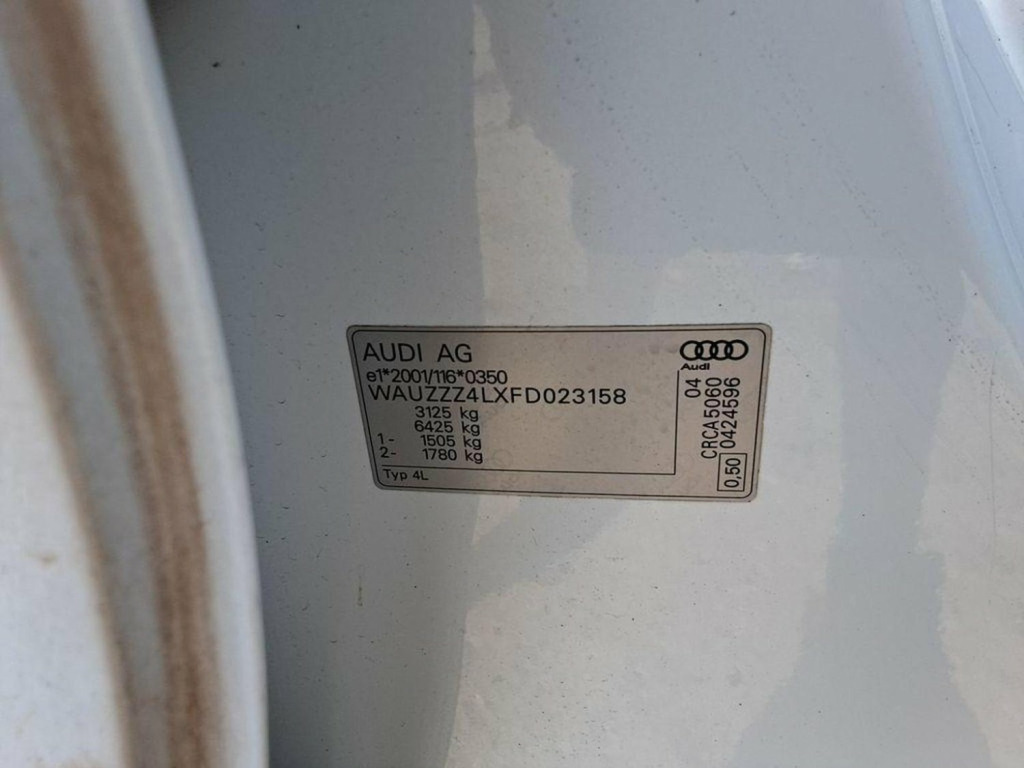 AUDI AG
e1*2001/116*0350
WAUZZZ4LXFD023158
3125 kg
6425 kg
1- 1505 kg
2- 1780 kg
Typ 4L
Audi
04
CRCA5060
0424596
0,50